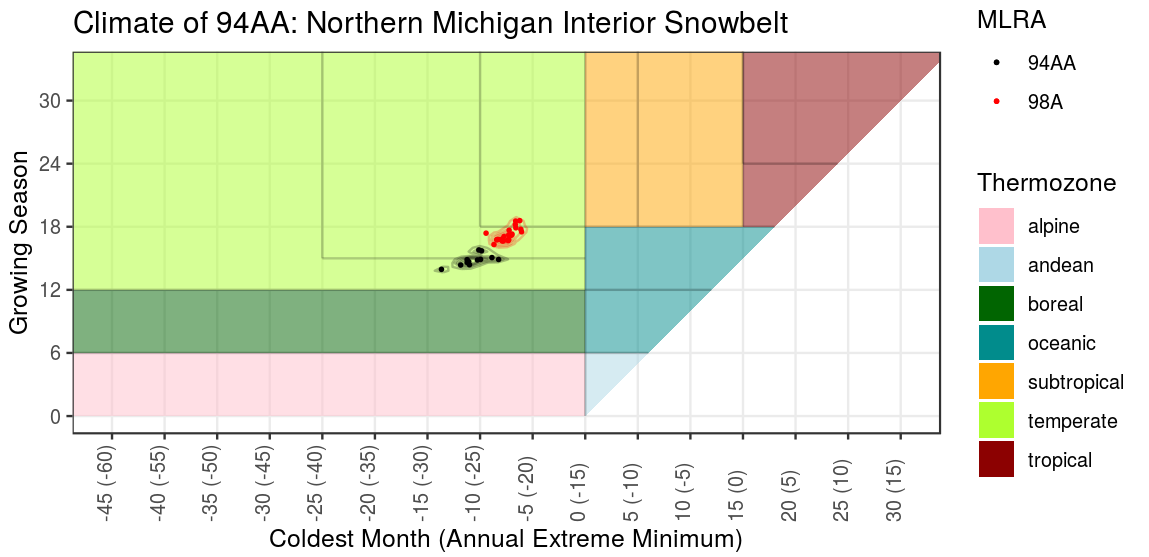 Climate of 94AA: Northern Michigan Interior Snowbelt
Growing Season
30
24
18
12
6
0
-45 (-60)
-40 (-55)
-35 (-50)
-30 (-45)
-25 (-40)
-20 (-35)
-15 (-30)
-10 (-25)
-5 (-20)
0 (-15)
5 (-10)
10 (-5)
15 (0)
20 (5)
25 (10)
30 (15)
Coldest Month (Annual Extreme Minimum)
MLRA
94AA
98A
Thermozone
alpine
andean
boreal
oceanic
subtropical
temperate
tropical